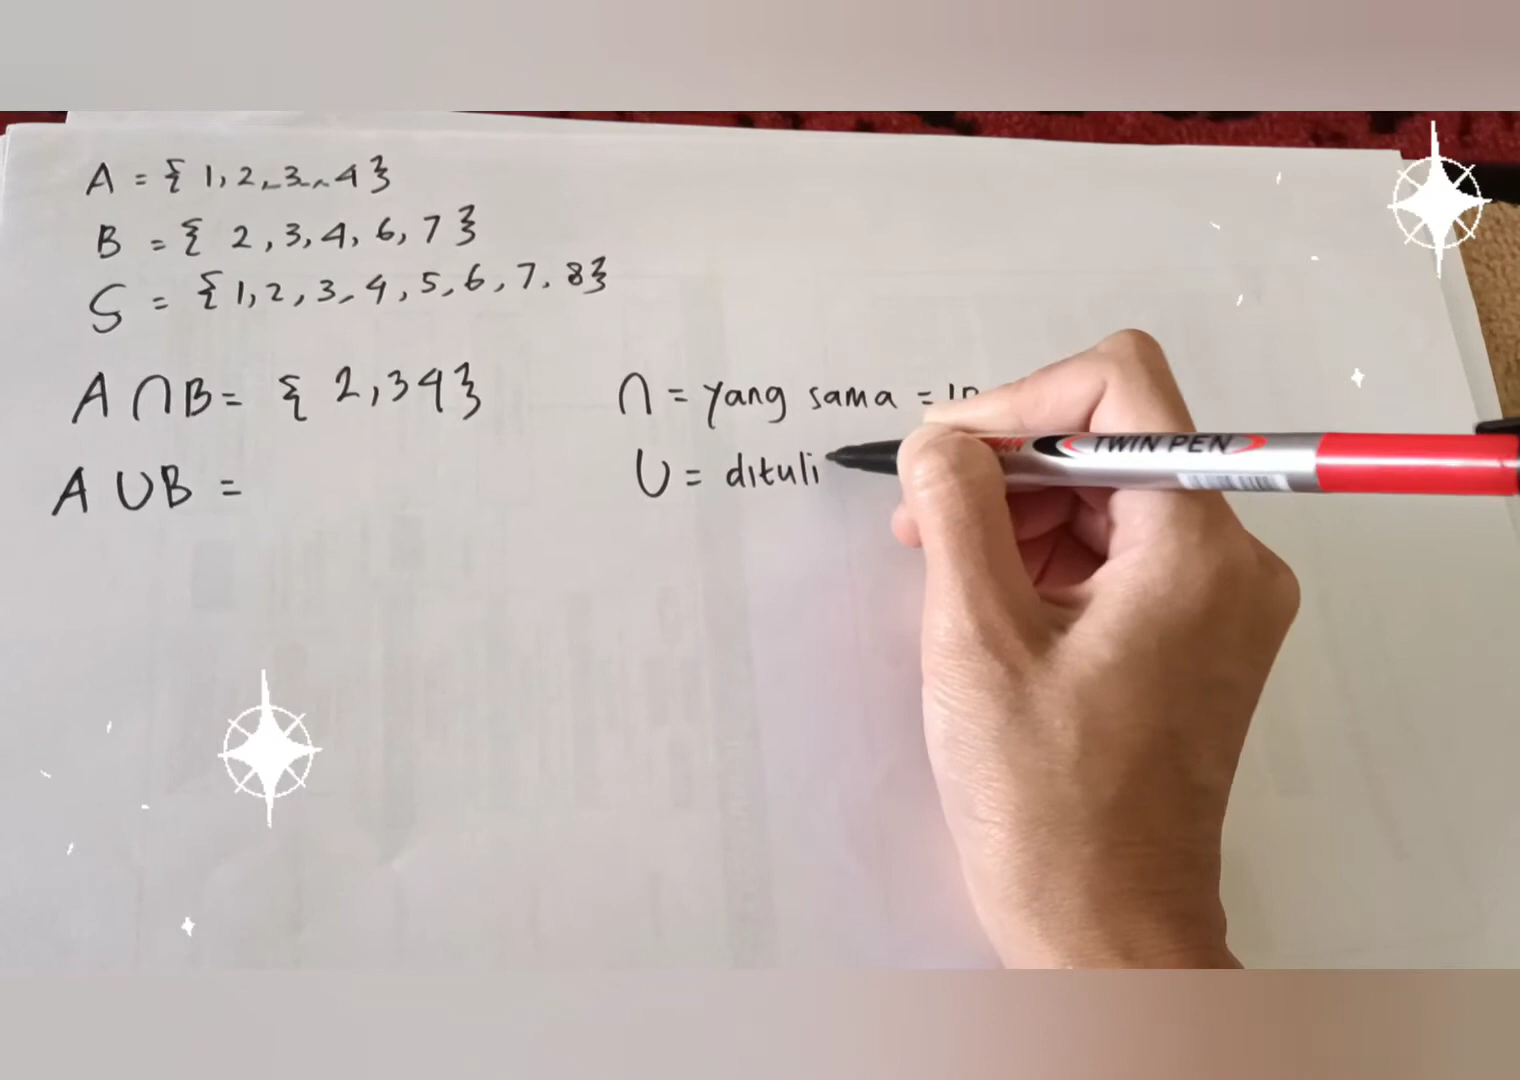 A = { 1, 2, 3, 4 }
B = { 2, 3, 4, 6, 7 }
S = { 1, 2, 3, 4, 5, 6, 7, 8 }
A ∩ B = { 2, 3 4 }
∩ = yang sama =
A ∪ B =
∪ = dituli
TWIN PEN